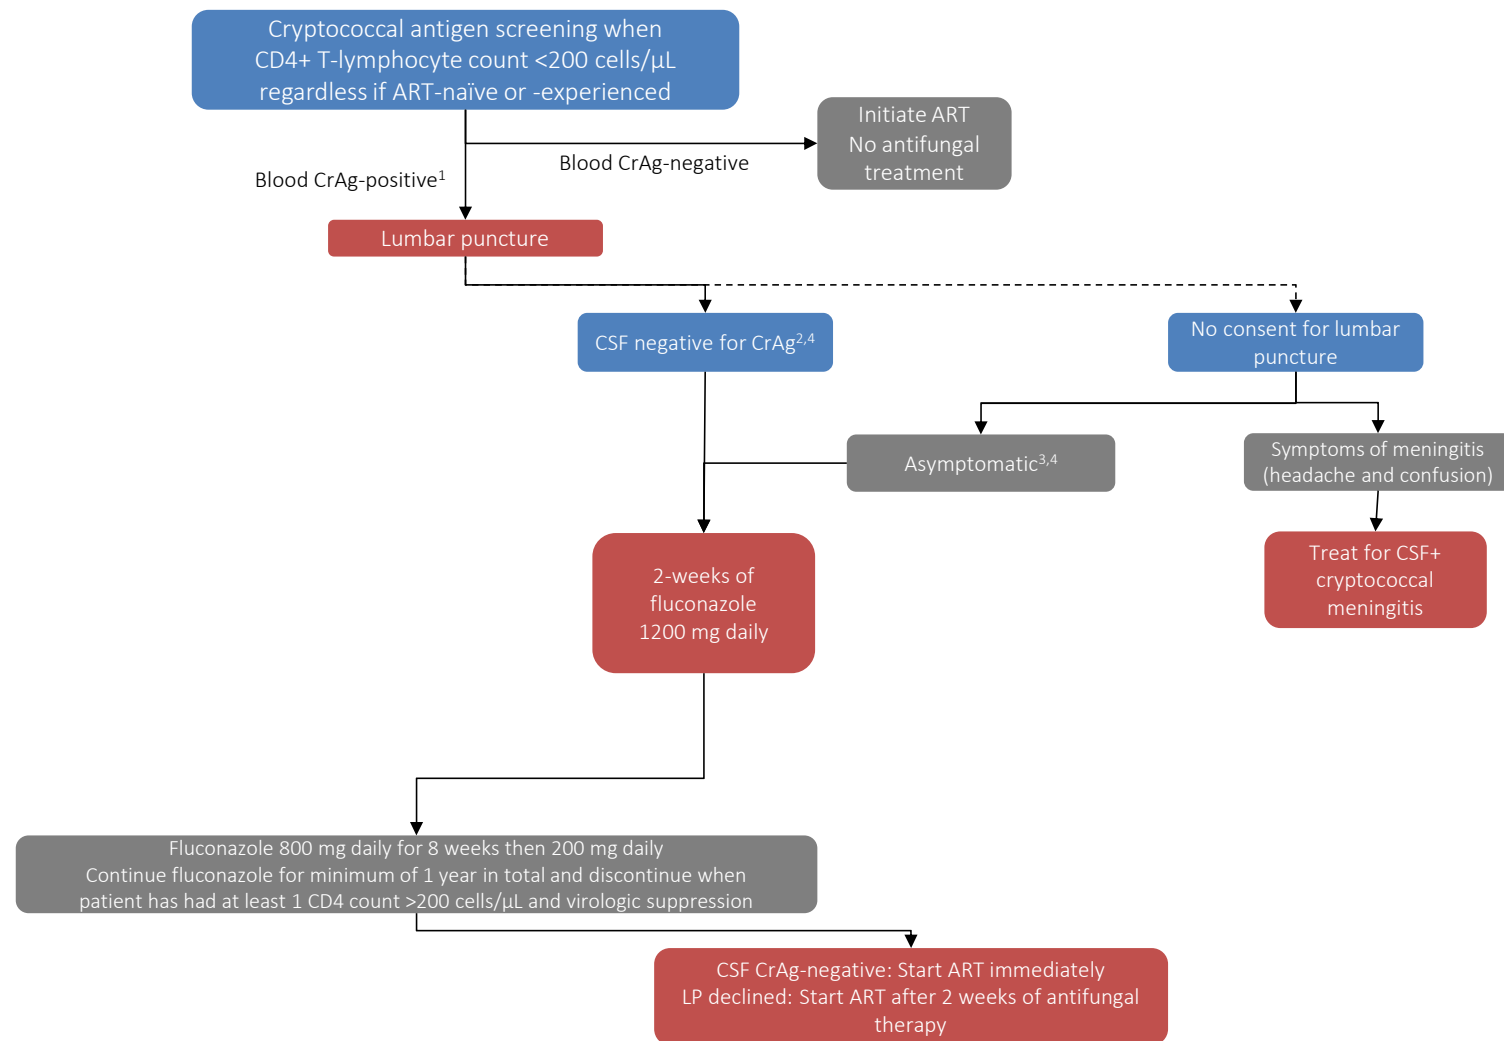 Cryptococcal antigen screening when
CD4+ T-lymphocyte count <200 cells/µL
regardless if ART-naïve or -experienced
Initiate ART
No antifungal
treatment
Blood CrAg-negative
Blood CrAg-positive¹
Lumbar puncture
CSF negative for CrAg²,⁴
No consent for lumbar
puncture
Asymptomatic³,⁴
Symptoms of meningitis
(headache and confusion)
2-weeks of
fluconazole
1200 mg daily
Treat for CSF+
cryptococcal
meningitis
Fluconazole 800 mg daily for 8 weeks then 200 mg daily
Continue fluconazole for minimum of 1 year in total and discontinue when
patient has had at least 1 CD4 count >200 cells/µL and virologic suppression
CSF CrAg-negative: Start ART immediately
LP declined: Start ART after 2 weeks of antifungal
therapy